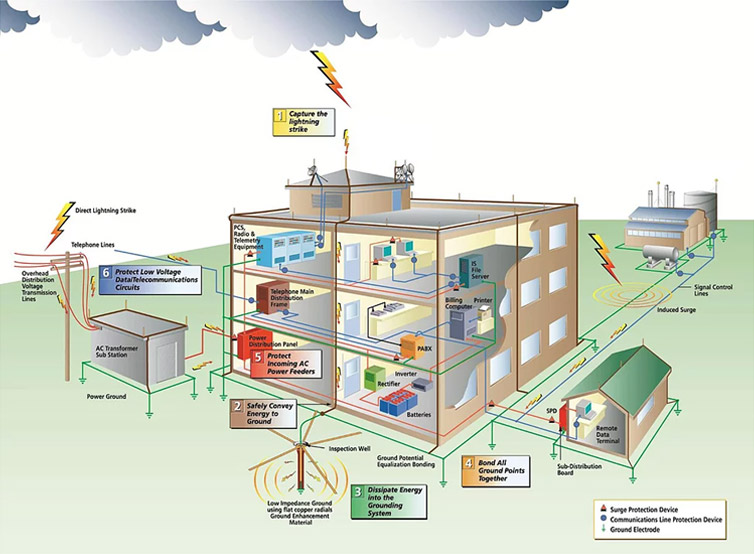 1 Capture the
lightning
strike
Direct Lightning Strike
Telephone Lines
6 Protect Low Voltage
Data/Telecommunications
Circuits
Overhead
Distribution
Voltage
Transmission
Lines
AC Transformer
Sub Station
Power Ground
PCS,
Radio &
Telemetry
Equipment
Telephone Main
Distribution
Frame
Power
Distribution Panel
5 Protect
Incoming AC
Power Feeders
IS
File
Server
Billing
Computer
Printer
PABX
Inverter
Rectifier
Batteries
Signal Control
Lines
Induced Surge
2 Safely Convey
Energy to
Ground
Inspection Well
Ground Potential
Equalization Bonding
4 Bond All
Ground Points
Together
SPD
Remote
Data
Terminal
Sub-Distribution
Board
3 Dissipate Energy
into the
Grounding
System
Low Impedance Ground
using flat copper radials
Ground Enhancement
Material
Surge Protection Device
Communications Line Protection Device
Ground Electrode